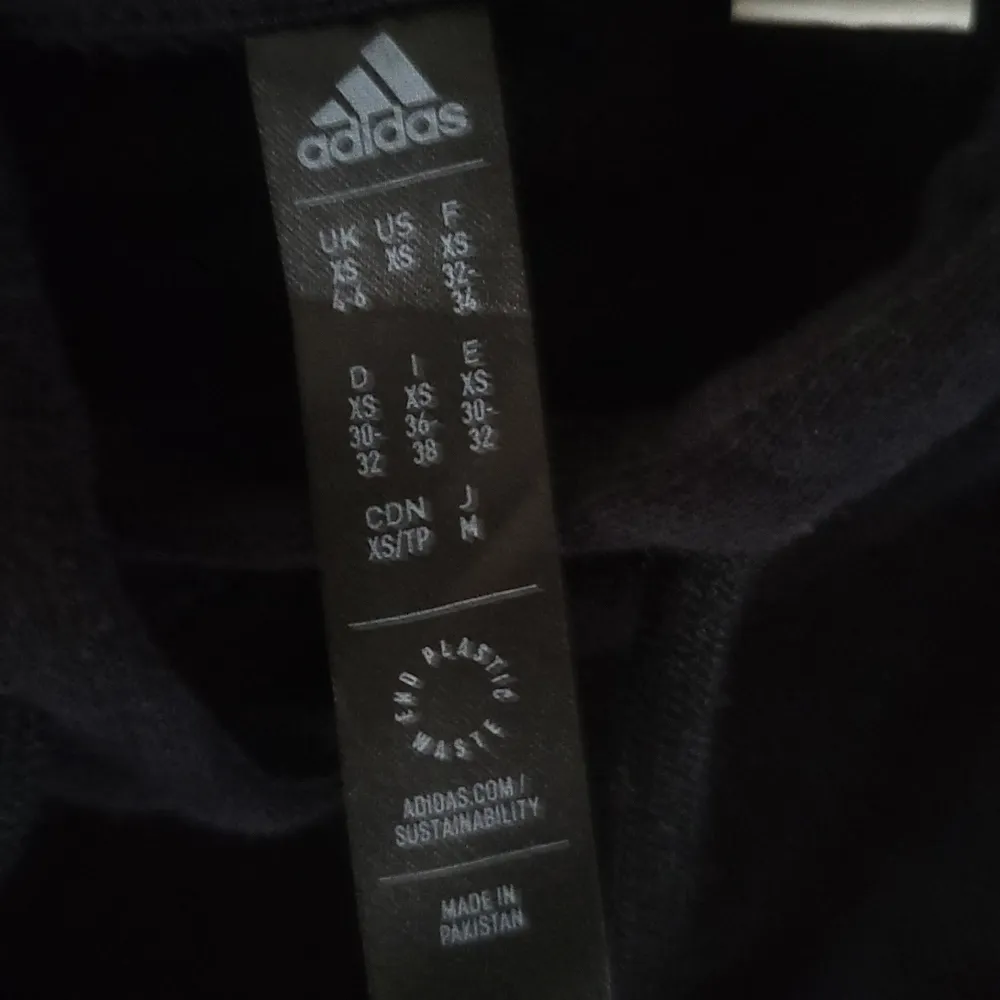 adidas
UK US F
XS XS XS
4-6 32-
34
D I E
XS XS XS
30- 36- 30-
32 38 32
CDN J
XS/TP M
END PLASTIC WASTE
ADIDAS.COM/
SUSTAINABILITY
MADE IN
PAKISTAN